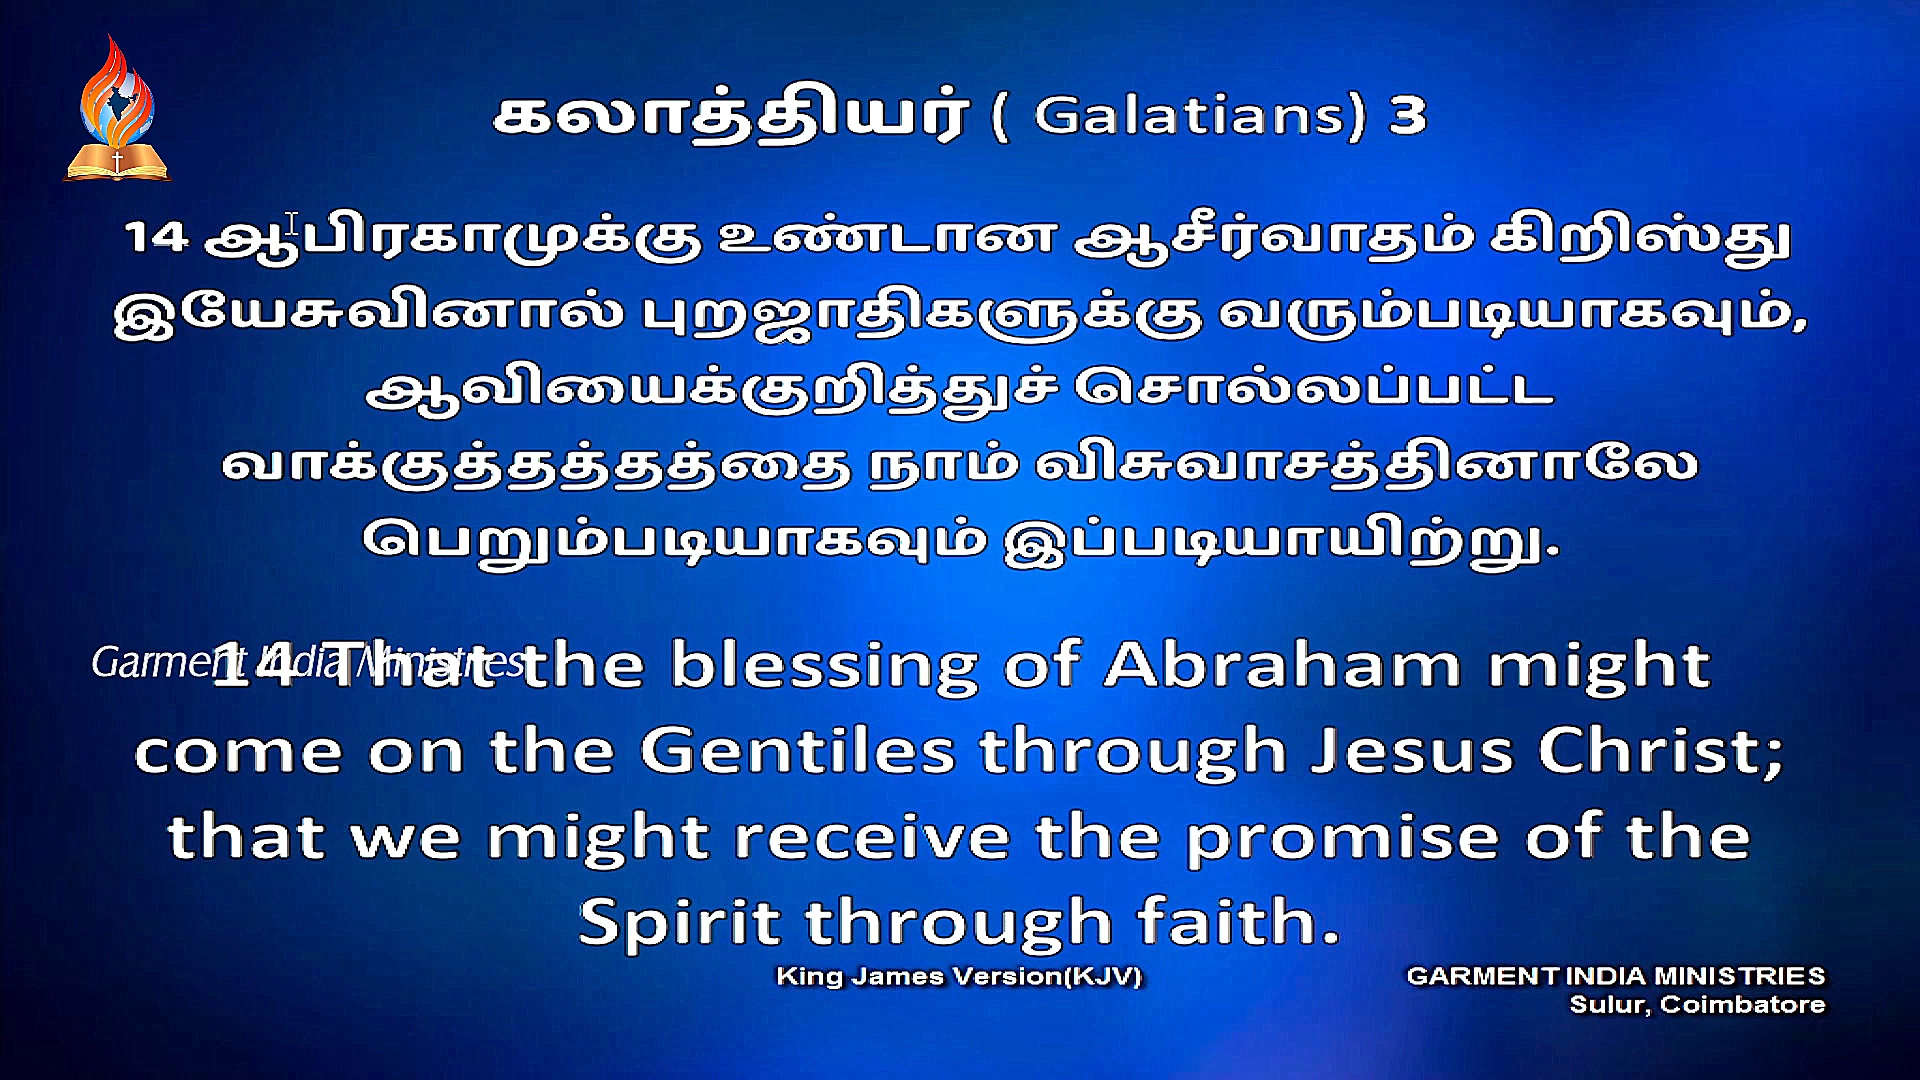 கலாத்தியர் ( Galatians) 3
14 ஆபிரகாமுக்கு உண்டான ஆசீர்வாதம் கிறிஸ்து
இயேசுவினால் புறஜாதிகளுக்கு வரும்படியாகவும்,
ஆவியைக்குறித்துச் சொல்லப்பட்ட
வாக்குத்தத்தத்தை நாம் விசுவாசத்தினாலே
பெறும்படியாகவும் இப்படியாயிற்று.
Garment India Ministries
14 That the blessing of Abraham might
come on the Gentiles through Jesus Christ;
that we might receive the promise of the
Spirit through faith.
King James Version(KJV)
GARMENT INDIA MINISTRIES
Sulur, Coimbatore